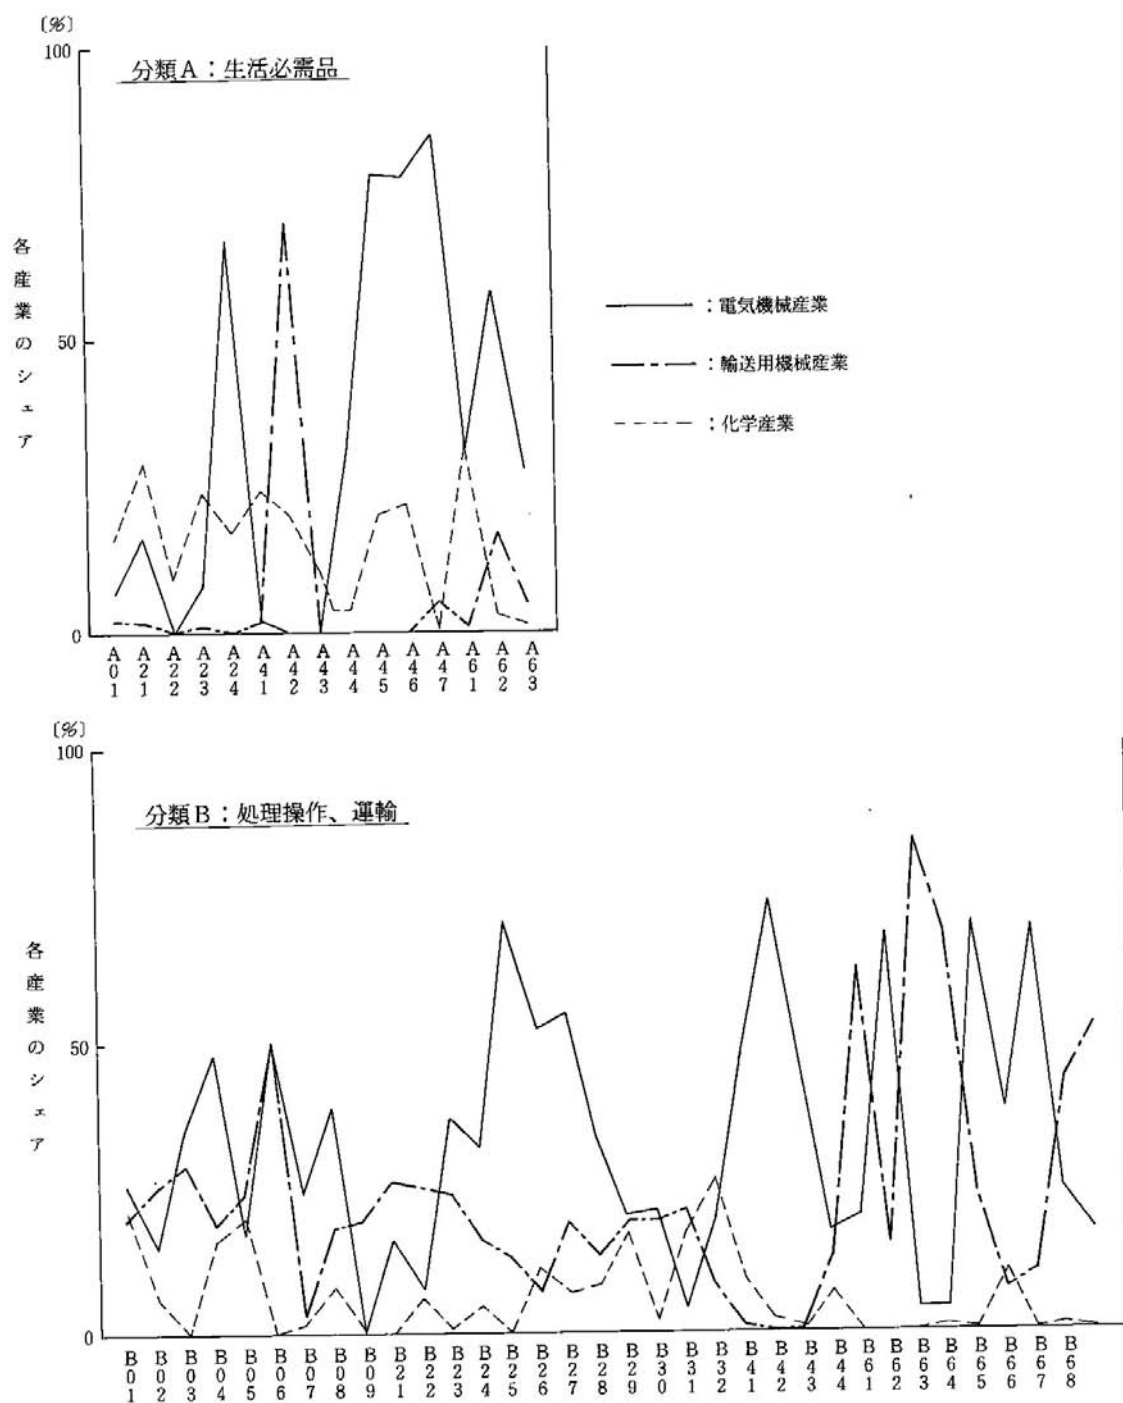 〔%〕
100
分類A：生活必需品
各産業のシェア
50
0
A01 A21 A22 A23 A24 A41 A42 A43 A44 A45 A46 A47 A61 A62 A63
：電気機械産業
：輸送用機械産業
：化学産業
〔%〕
100
分類B：処理操作、運輸
各産業のシェア
50
0
B01 B02 B03 B04 B05 B06 B07 B08 B09 B21 B22 B23 B24 B25 B26 B27 B28 B29 B30 B31 B32 B41 B42 B43 B44 B61 B62 B63 B64 B65 B66 B67 B68